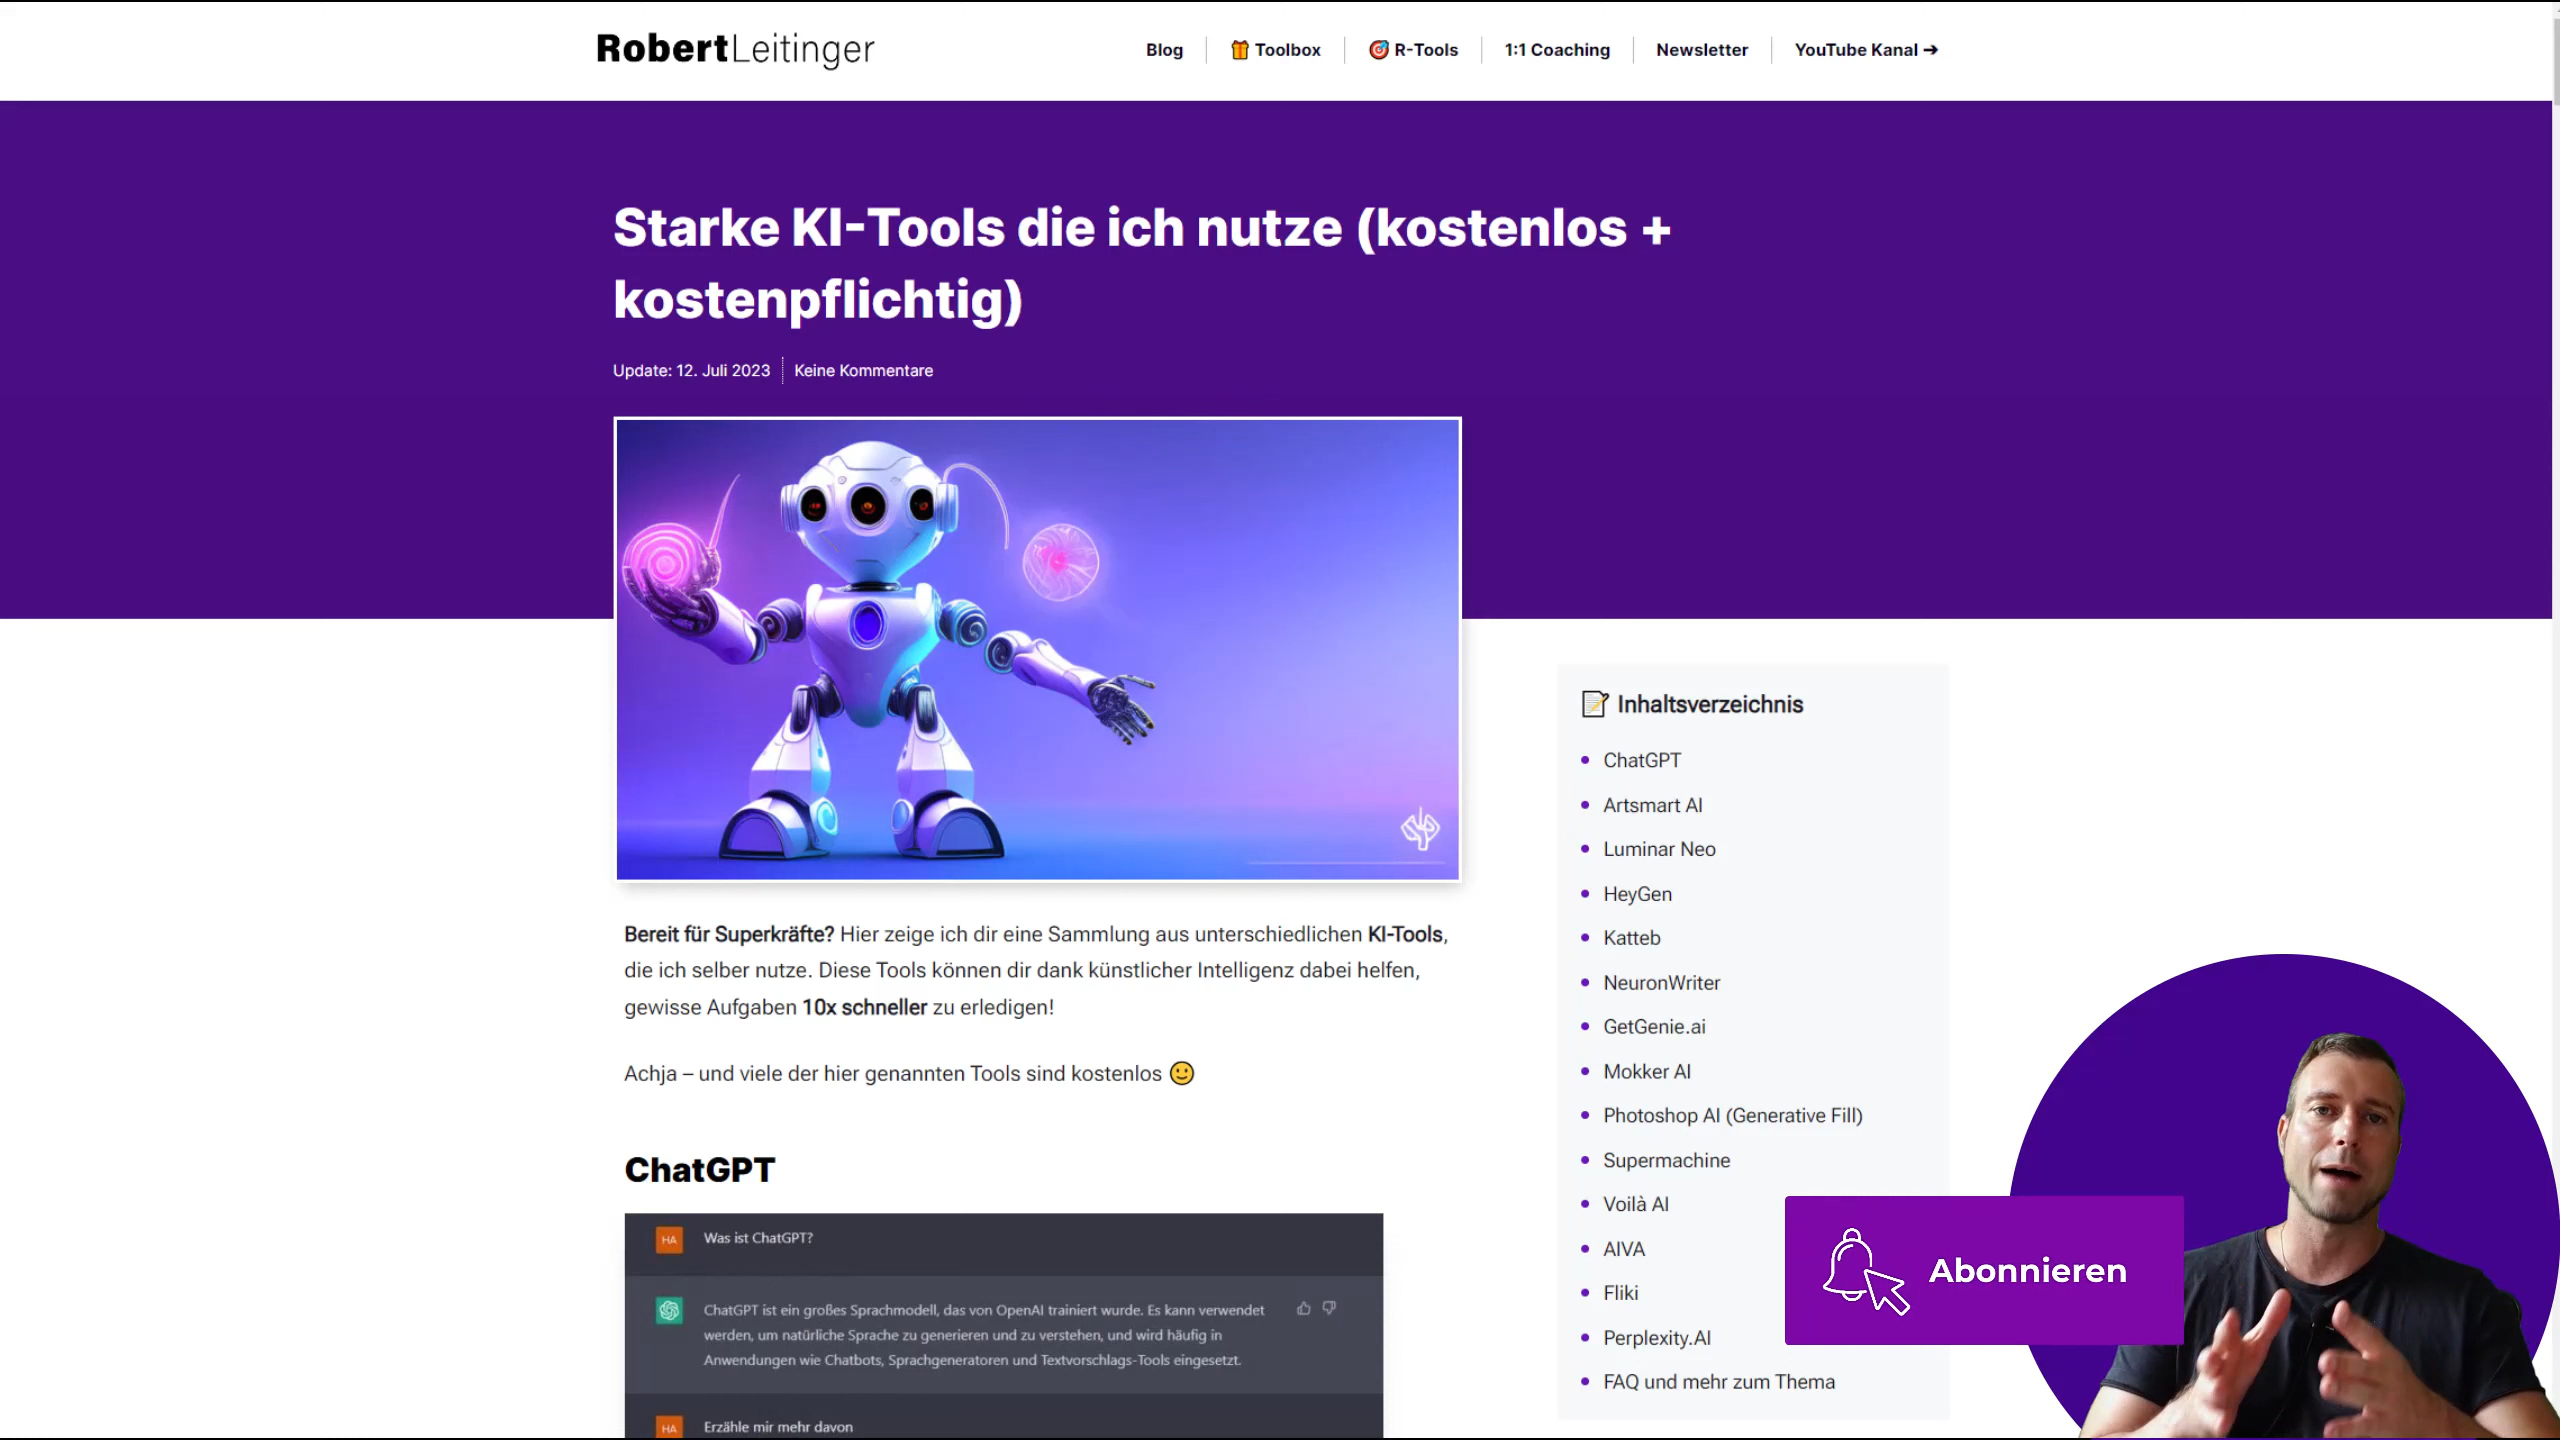 RobertLeitinger
Blog
Toolbox
R-Tools
1:1 Coaching
Newsletter
YouTube Kanal ➔
Starke KI-Tools die ich nutze (kostenlos +
kostenpflichtig)
Update: 12. Juli 2023
Keine Kommentare
Bereit für Superkräfte? Hier zeige ich dir eine Sammlung aus unterschiedlichen KI-Tools,
die ich selber nutze. Diese Tools können dir dank künstlicher Intelligenz dabei helfen,
gewisse Aufgaben 10x schneller zu erledigen!
Achja – und viele der hier genannten Tools sind kostenlos 🙂
ChatGPT
HA
Was ist ChatGPT?
ChatGPT ist ein großes Sprachmodell, das von OpenAI trainiert wurde. Es kann verwendet
werden, um natürliche Sprache zu generieren und zu verstehen, und wird häufig in
Anwendungen wie Chatbots, Sprachgeneratoren und Textvorschlags-Tools eingesetzt.
HA
Erzähle mir mehr davon
Inhaltsverzeichnis
ChatGPT
Artsmart AI
Luminar Neo
HeyGen
Katteb
NeuronWriter
GetGenie.ai
Mokker AI
Photoshop AI (Generative Fill)
Supermachine
Voilà AI
AIVA
Fliki
Perplexity.AI
FAQ und mehr zum Thema
Abonnieren